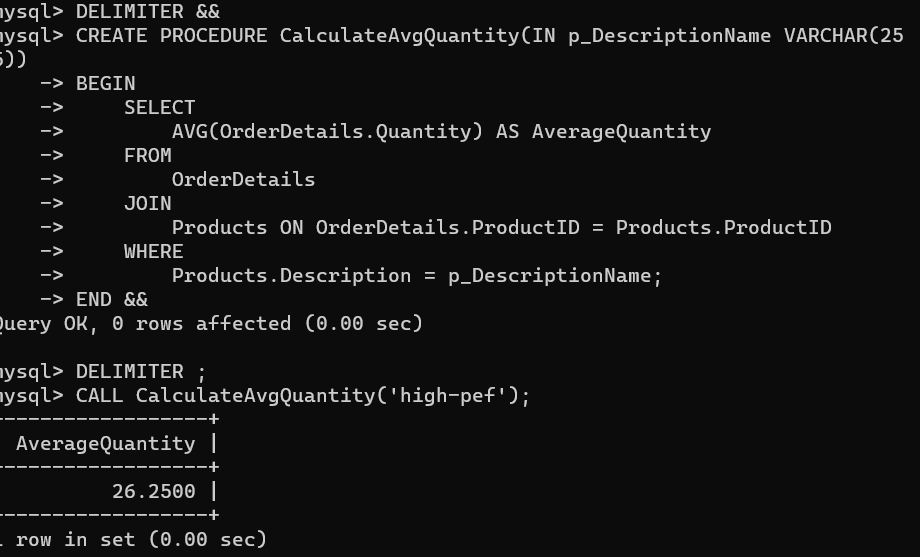 mysql> DELIMITER &&
mysql> CREATE PROCEDURE CalculateAvgQuantity(IN p_DescriptionName VARCHAR(25
5))
    -> BEGIN
    ->     SELECT
    ->         AVG(OrderDetails.Quantity) AS AverageQuantity
    ->     FROM
    ->         OrderDetails
    ->     JOIN
    ->         Products ON OrderDetails.ProductID = Products.ProductID
    ->     WHERE
    ->         Products.Description = p_DescriptionName;
    -> END &&
Query OK, 0 rows affected (0.00 sec)

mysql> DELIMITER ;
mysql> CALL CalculateAvgQuantity('high-pef');
-----------------+
 AverageQuantity |
-----------------+
         26.2500 |
-----------------+
1 row in set (0.00 sec)